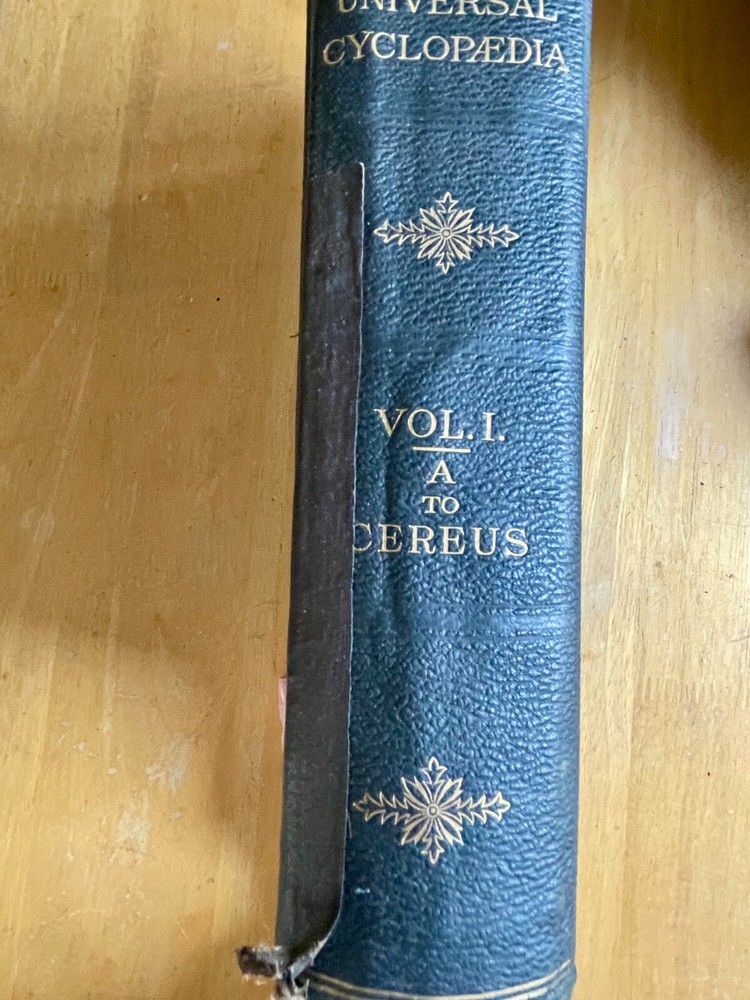 UNIVERSAL
CYCLOPÆDIA
VOL. I.
A
TO
CEREUS